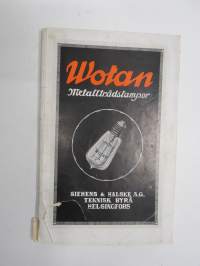 Wotan
Metalltrådslampor
SIEMENS & HALSKE A.G.
TEKNISK BYRÅ
HELSINGFORS